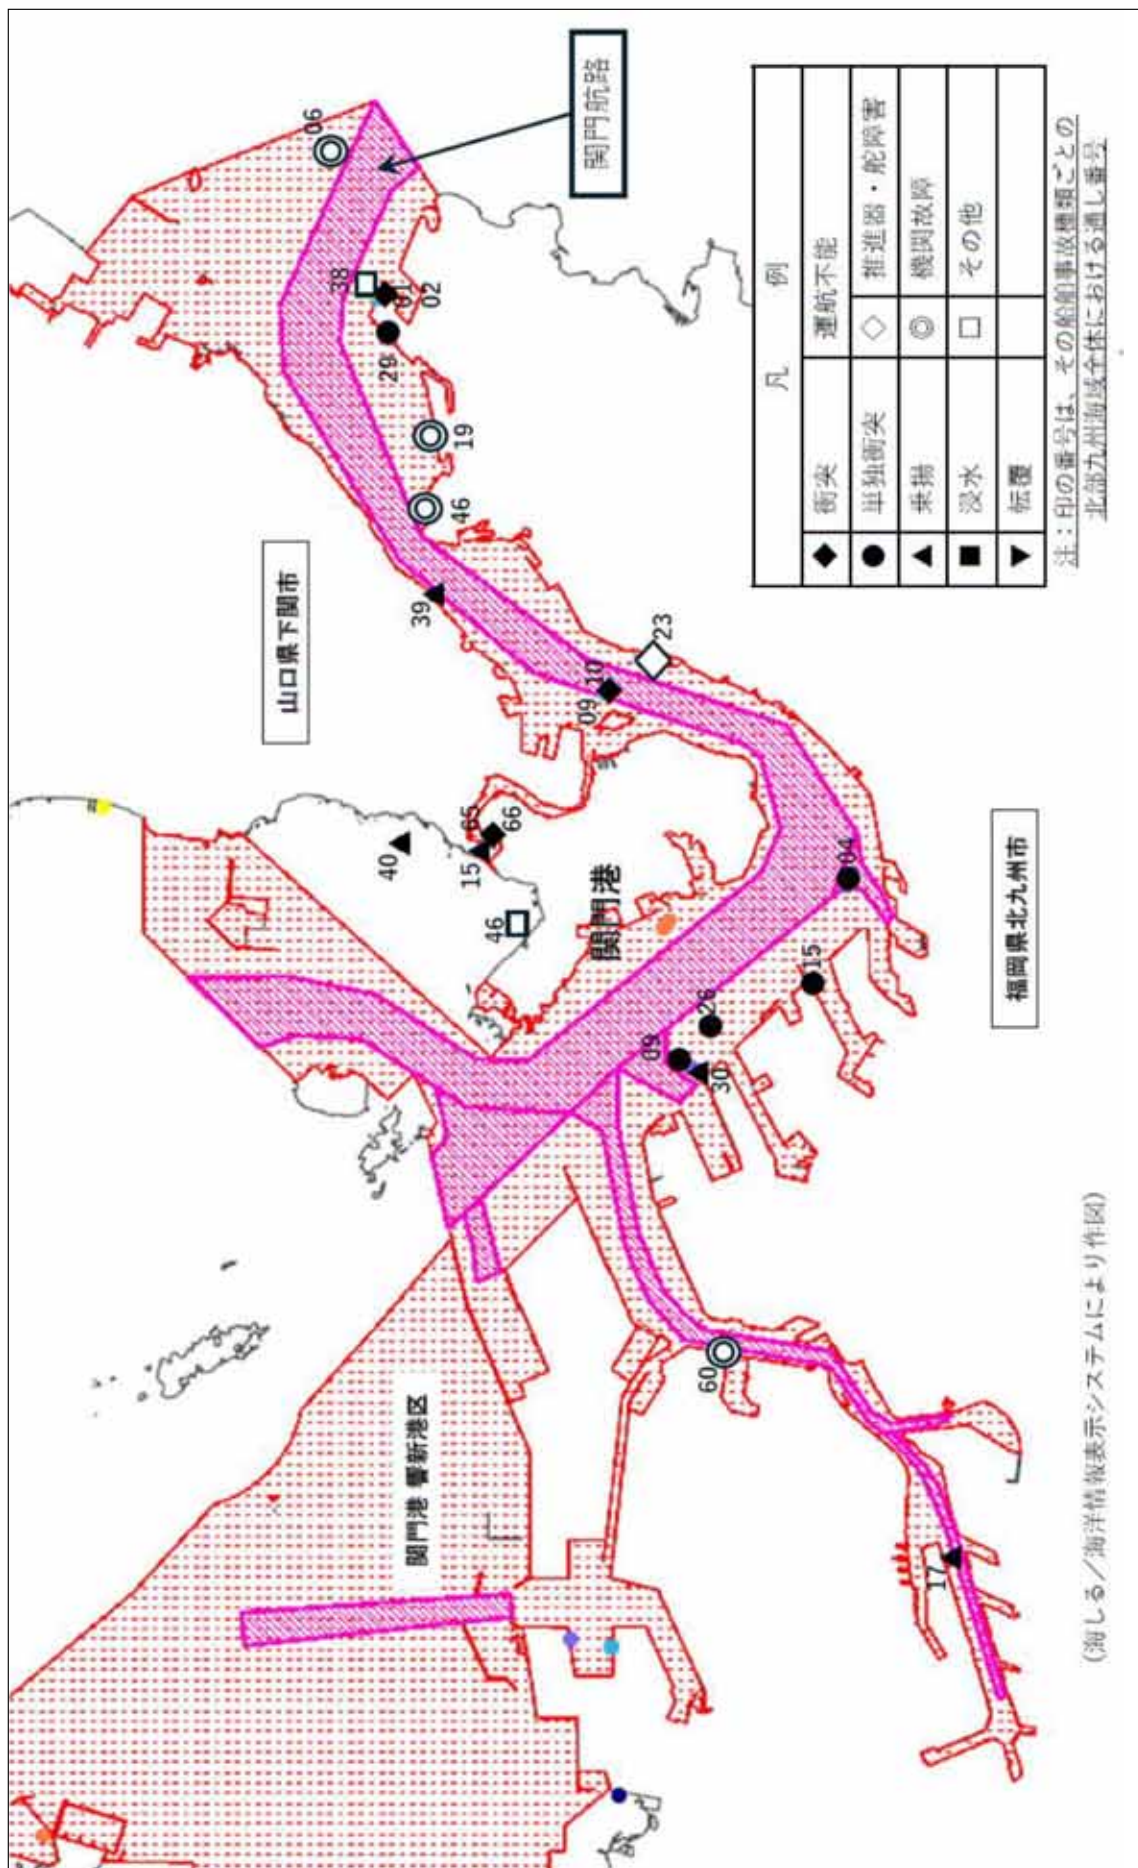 関門航路
06
38
01
02
29
19
46
39
山口県下関市
10
09
23
40
65
66
15
46
関門港
04
15
26
09
30
福岡県北九州市
60
17
関門港 響新港区
凡 例
◆ 衝突 運航不能
● 単独衝突 ◇ 推進器・舵障害
▲ 乗揚 ◎ 機関故障
■ 浸水 □ その他
▼ 転覆
注:印の番号は、その船舶事故種類ごとの
北部九州海域全体における通し番号
(海しる/海洋情報表示システムにより作図)